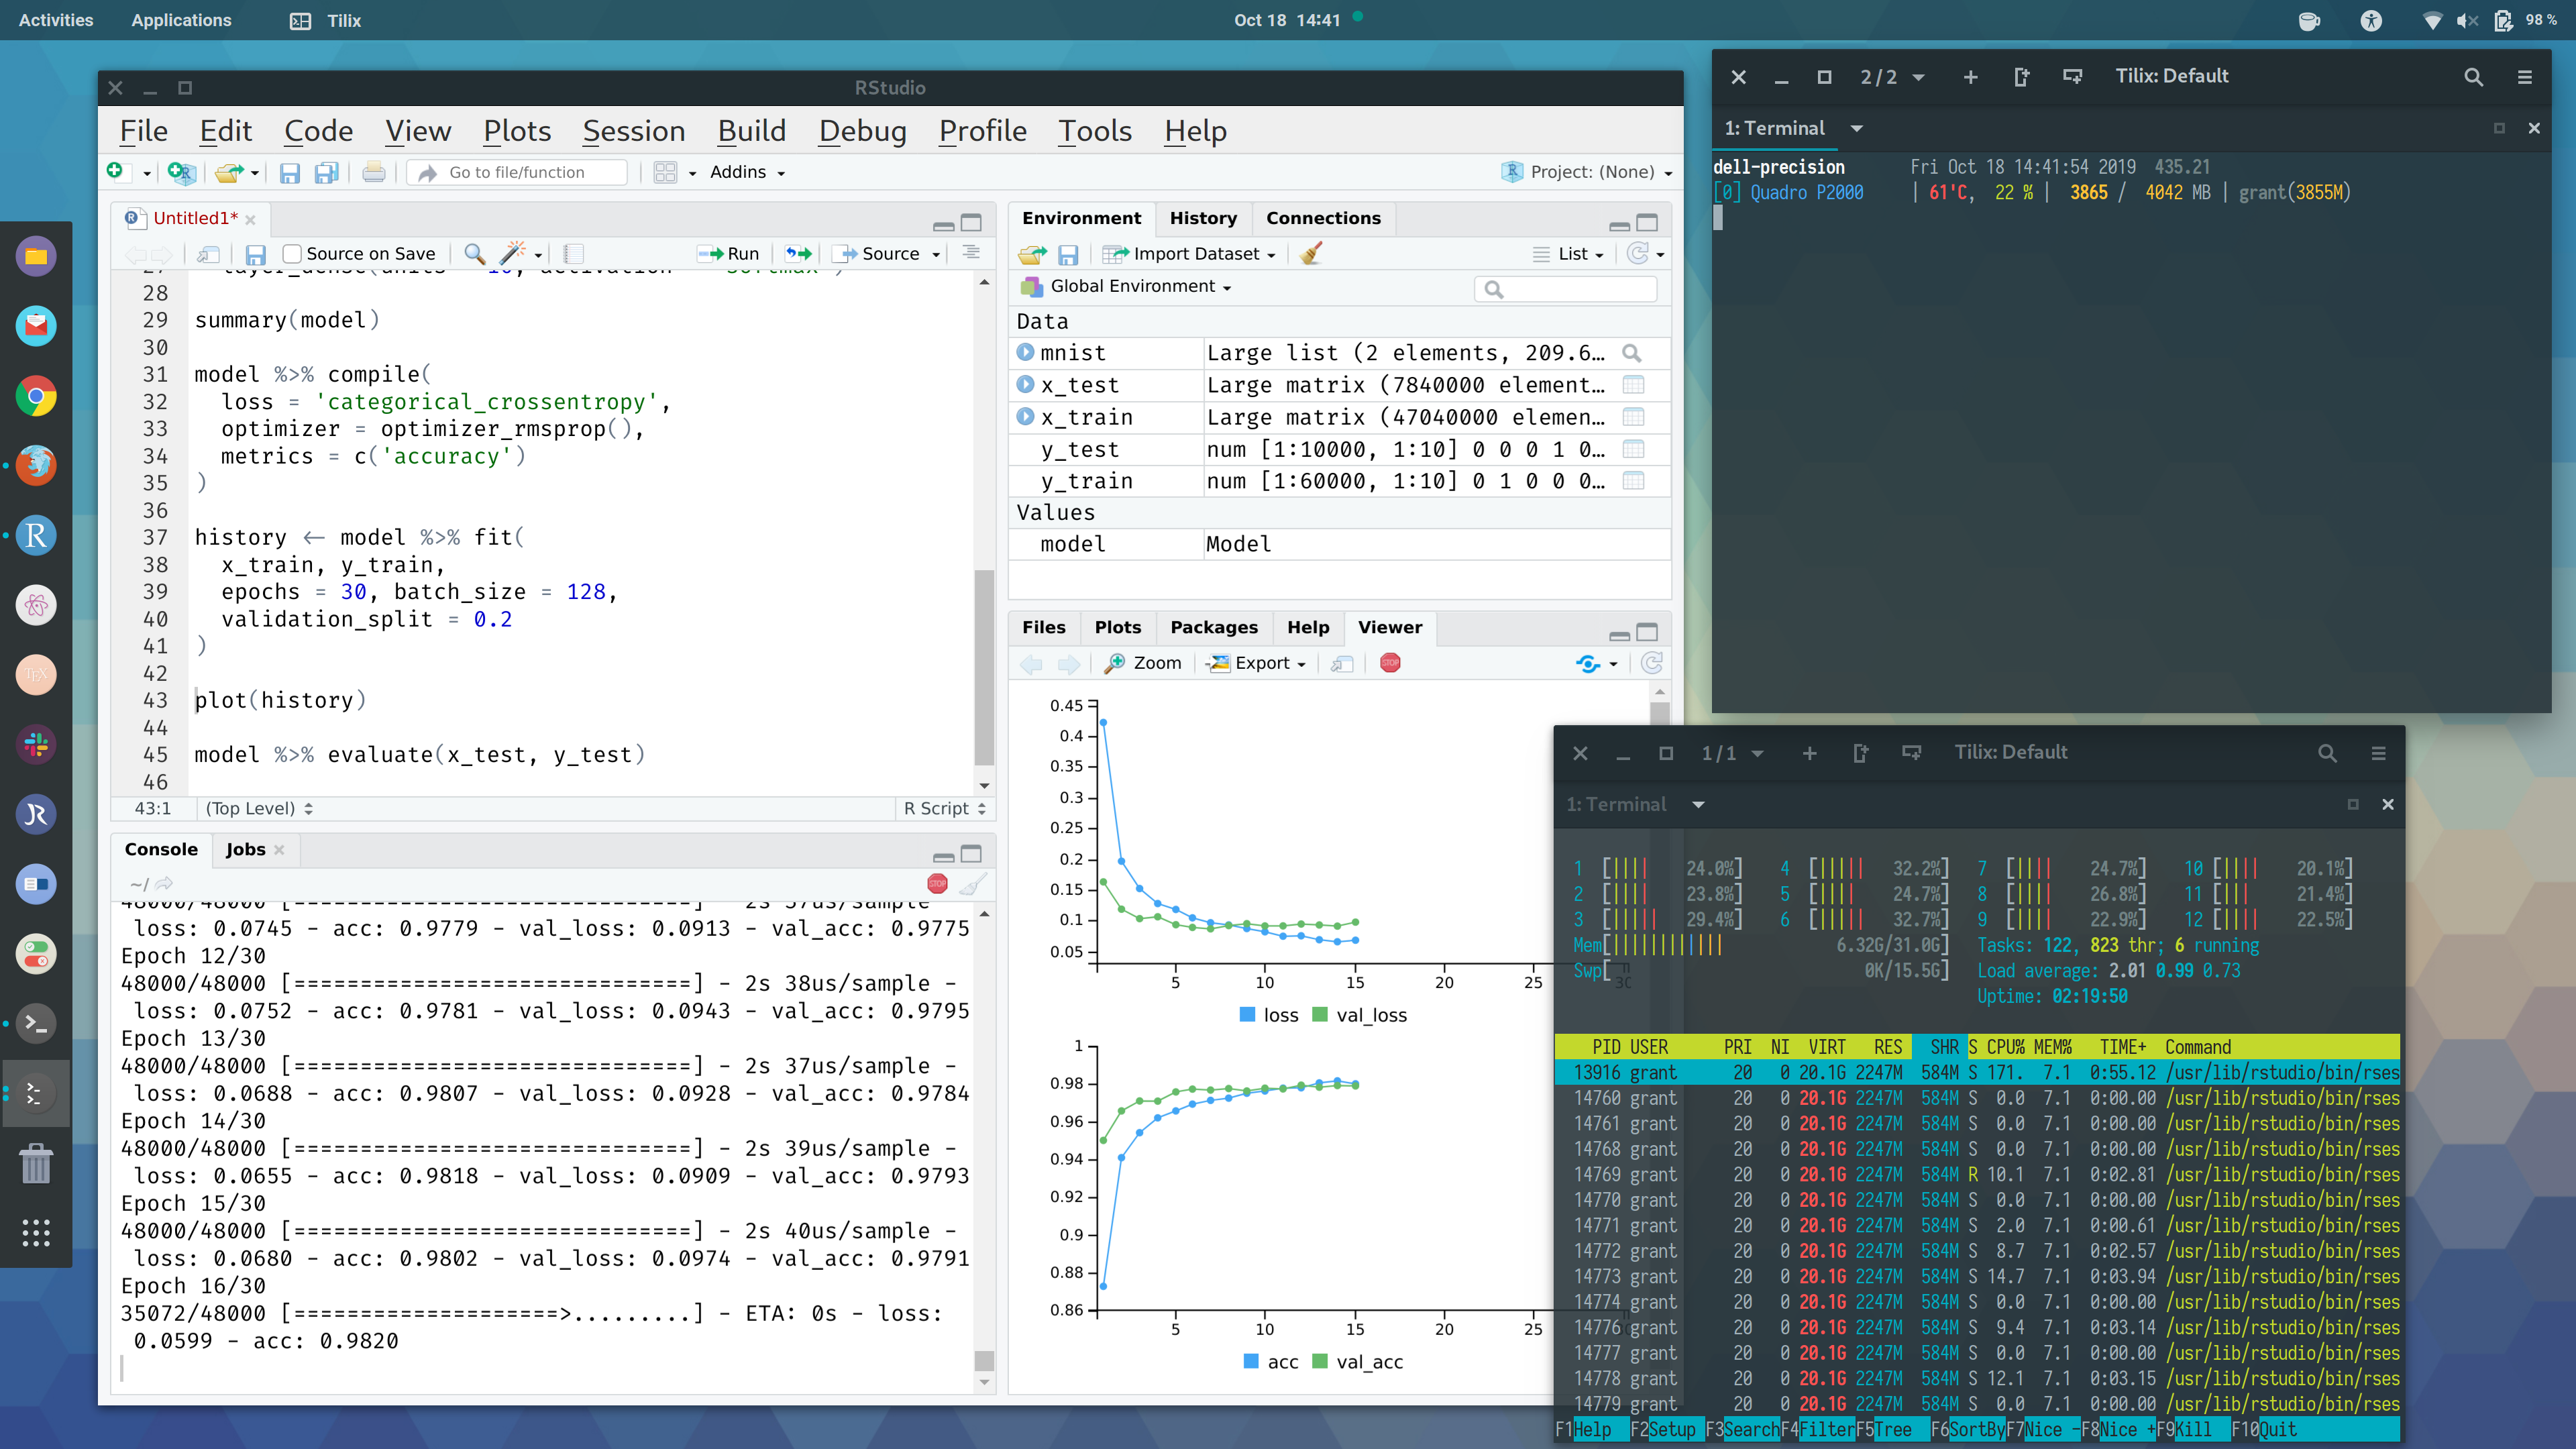 Activities Applications Tilix Oct 18 14:41 98 %
RStudio
File Edit Code View Plots Session Build Debug Profile Tools Help
Go to file/function Addins Project: (None)
Untitled1*
Source on Save Run Source
28
29 summary(model)
30
31 model %>% compile(
32 loss = 'categorical_crossentropy',
33 optimizer = optimizer_rmsprop(),
34 metrics = c('accuracy')
35 )
36
37 history <- model %>% fit(
38 x_train, y_train,
39 epochs = 30, batch_size = 128,
40 validation_split = 0.2
41 )
42
43 plot(history)
44
45 model %>% evaluate(x_test, y_test)
46
43:1 (Top Level) R Script
Console Jobs
~/
48000/48000 [==============================] - 2s 37us/sample -
loss: 0.0745 - acc: 0.9779 - val_loss: 0.0913 - val_acc: 0.9775
Epoch 12/30
48000/48000 [==============================] - 2s 38us/sample -
loss: 0.0752 - acc: 0.9781 - val_loss: 0.0943 - val_acc: 0.9795
Epoch 13/30
48000/48000 [==============================] - 2s 37us/sample -
loss: 0.0688 - acc: 0.9807 - val_loss: 0.0928 - val_acc: 0.9784
Epoch 14/30
48000/48000 [==============================] - 2s 39us/sample -
loss: 0.0655 - acc: 0.9818 - val_loss: 0.0909 - val_acc: 0.9793
Epoch 15/30
48000/48000 [==============================] - 2s 40us/sample -
loss: 0.0680 - acc: 0.9802 - val_loss: 0.0974 - val_acc: 0.9791
Epoch 16/30
35072/48000 [====================>.........] - ETA: 0s - loss:
0.0599 - acc: 0.9820
Environment History Connections
Import Dataset List
Global Environment
Data
mnist Large list (2 elements, 209.6…
x_test Large matrix (7840000 element…
x_train Large matrix (47040000 elemen…
y_test num [1:10000, 1:10] 0 0 0 1 0…
y_train num [1:60000, 1:10] 0 1 0 0 0…
Values
model Model
Files Plots Packages Help Viewer
Zoom Export STOP
0.45
0.4
0.35
0.3
0.25
0.2
0.15
0.1
0.05
5 10 15 20 25 30
loss val_loss
1
0.98
0.96
0.94
0.92
0.9
0.88
0.86
5 10 15 20 25
acc val_acc
2 / 2 Tilix: Default
1: Terminal
dell-precision Fri Oct 18 14:41:54 2019 435.21
[0] Quadro P2000 | 61'C, 22 % | 3865 / 4042 MB | grant(3855M)
1 / 1 Tilix: Default
1: Terminal
1 [|||| 24.0%] 4 [||||| 32.2%] 7 [|||| 24.7%] 10 [|||| 20.1%]
2 [|||| 23.8%] 5 [|||| 24.7%] 8 [|||| 26.8%] 11 [||| 21.4%]
3 [||||| 29.4%] 6 [||||| 32.7%] 9 [|||| 22.9%] 12 [|||| 22.5%]
Mem[||||||||||||| 6.32G/31.0G] Tasks: 122, 823 thr; 6 running
Swp[ 0K/15.5G] Load average: 2.01 0.99 0.73
Uptime: 02:19:50
PID USER PRI NI VIRT RES SHR S CPU% MEM% TIME+ Command
13916 grant 20 0 20.1G 2247M 584M S 171. 7.1 0:55.12 /usr/lib/rstudio/bin/rses
14760 grant 20 0 20.1G 2247M 584M S 0.0 7.1 0:00.00 /usr/lib/rstudio/bin/rses
14761 grant 20 0 20.1G 2247M 584M S 0.0 7.1 0:00.00 /usr/lib/rstudio/bin/rses
14768 grant 20 0 20.1G 2247M 584M S 0.0 7.1 0:00.00 /usr/lib/rstudio/bin/rses
14769 grant 20 0 20.1G 2247M 584M R 10.1 7.1 0:02.81 /usr/lib/rstudio/bin/rses
14770 grant 20 0 20.1G 2247M 584M S 0.0 7.1 0:00.00 /usr/lib/rstudio/bin/rses
14771 grant 20 0 20.1G 2247M 584M S 2.0 7.1 0:00.61 /usr/lib/rstudio/bin/rses
14772 grant 20 0 20.1G 2247M 584M S 8.7 7.1 0:02.57 /usr/lib/rstudio/bin/rses
14773 grant 20 0 20.1G 2247M 584M S 14.7 7.1 0:03.94 /usr/lib/rstudio/bin/rses
14774 grant 20 0 20.1G 2247M 584M S 0.0 7.1 0:00.00 /usr/lib/rstudio/bin/rses
14776 grant 20 0 20.1G 2247M 584M S 9.4 7.1 0:03.14 /usr/lib/rstudio/bin/rses
14777 grant 20 0 20.1G 2247M 584M S 0.0 7.1 0:00.00 /usr/lib/rstudio/bin/rses
14778 grant 20 0 20.1G 2247M 584M S 12.1 7.1 0:03.15 /usr/lib/rstudio/bin/rses
14779 grant 20 0 20.1G 2247M 584M S 0.0 7.1 0:00.00 /usr/lib/rstudio/bin/rses
F1Help F2Setup F3SearchF4FilterF5Tree F6SortByF7Nice -F8Nice +F9Kill F10Quit